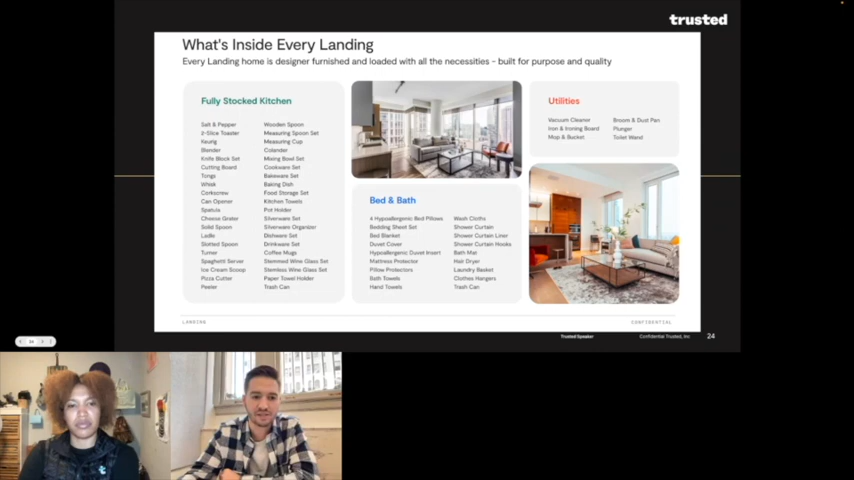 trusted
What's Inside Every Landing
Every Landing home is designer furnished and loaded with all the necessities - built for purpose and quality
Fully Stocked Kitchen
Salt & Pepper
2-Slice Toaster
Keurig
Blender
Knife Block Set
Cutting Board
Tongs
Whisk
Corkscrew
Can Opener
Spatula
Cheese Grater
Solid Spoon
Ladle
Slotted Spoon
Turner
Spaghetti Server
Ice Cream Scoop
Pizza Cutter
Peeler
Wooden Spoon
Measuring Spoon Set
Measuring Cup
Colander
Mixing Bowl Set
Cookware Set
Bakeware Set
Baking Dish
Food Storage Set
Kitchen Towels
Pot Holder
Silverware Set
Silverware Organizer
Dishware Set
Drinkware Set
Coffee Mugs
Stemmed Wine Glass Set
Stemless Wine Glass Set
Paper Towel Holder
Trash Can
Bed & Bath
4 Hypoallergenic Bed Pillows
Bedding Sheet Set
Bed Blanket
Duvet Cover
Hypoallergenic Duvet Insert
Mattress Protector
Pillow Protectors
Bath Towels
Hand Towels
Wash Cloths
Shower Curtain
Shower Curtain Liner
Shower Curtain Hooks
Bath Mat
Hair Dryer
Laundry Basket
Clothes Hangers
Trash Can
Utilities
Vacuum Cleaner
Iron & Ironing Board
Mop & Bucket
Broom & Dust Pan
Plunger
Toilet Wand
LANDING
CONFIDENTIAL
Trusted Speaker
Confidential Trusted, Inc
24
24